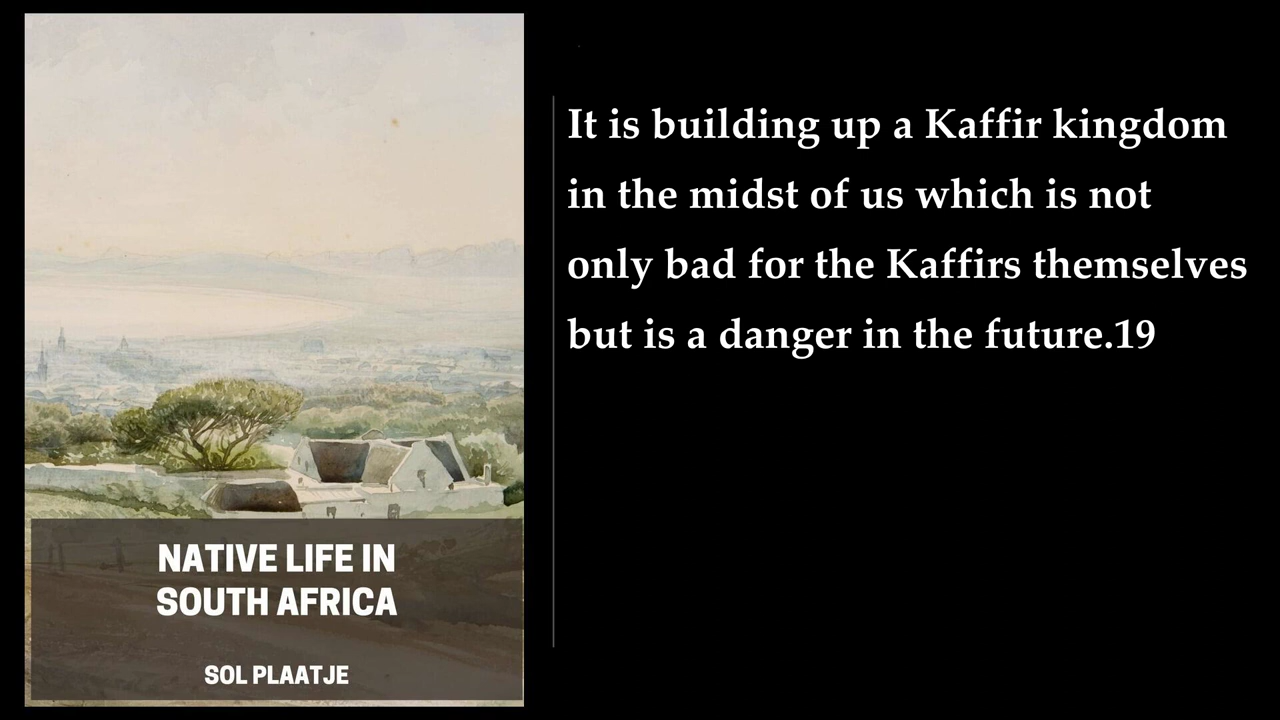 NATIVE LIFE IN
SOUTH AFRICA
SOL PLAATJE
It is building up a Kaffir kingdom
in the midst of us which is not
only bad for the Kaffirs themselves
but is a danger in the future.19